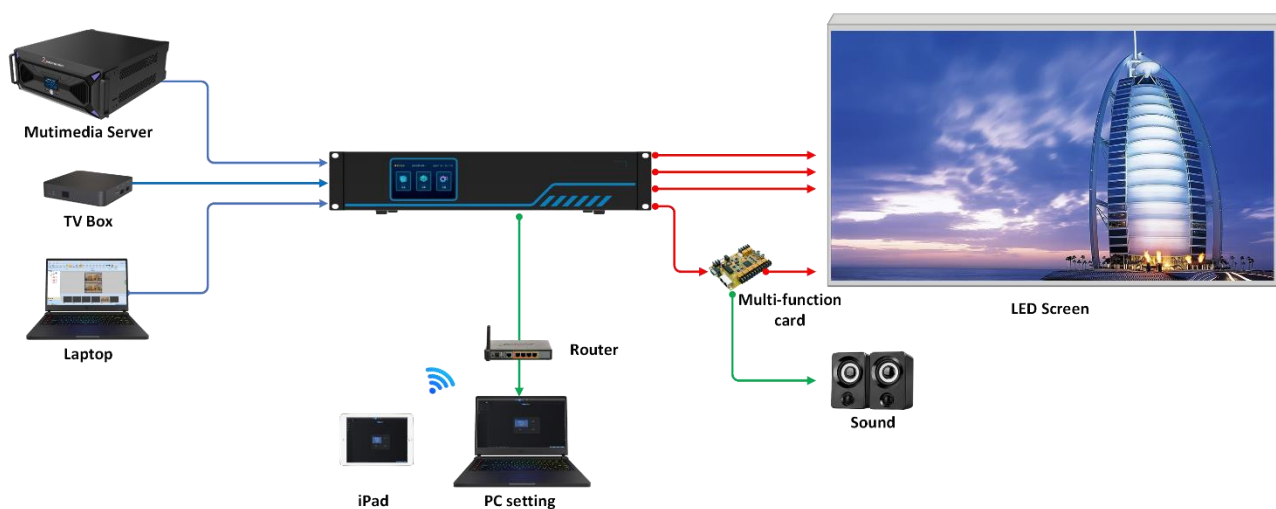 Mutimedia Server
TV Box
Laptop
Router
iPad
PC setting
Multi-function
card
LED Screen
Sound